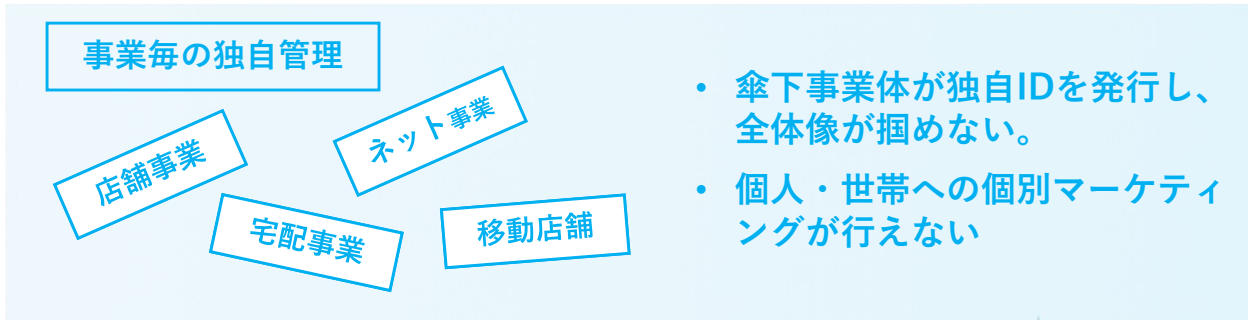 事業毎の独自管理
店舗事業
ネット事業
宅配事業
移動店舗
• 傘下事業体が独自IDを発行し、
全体像が掴めない。
• 個人・世帯への個別マーケティ
ングが行えない